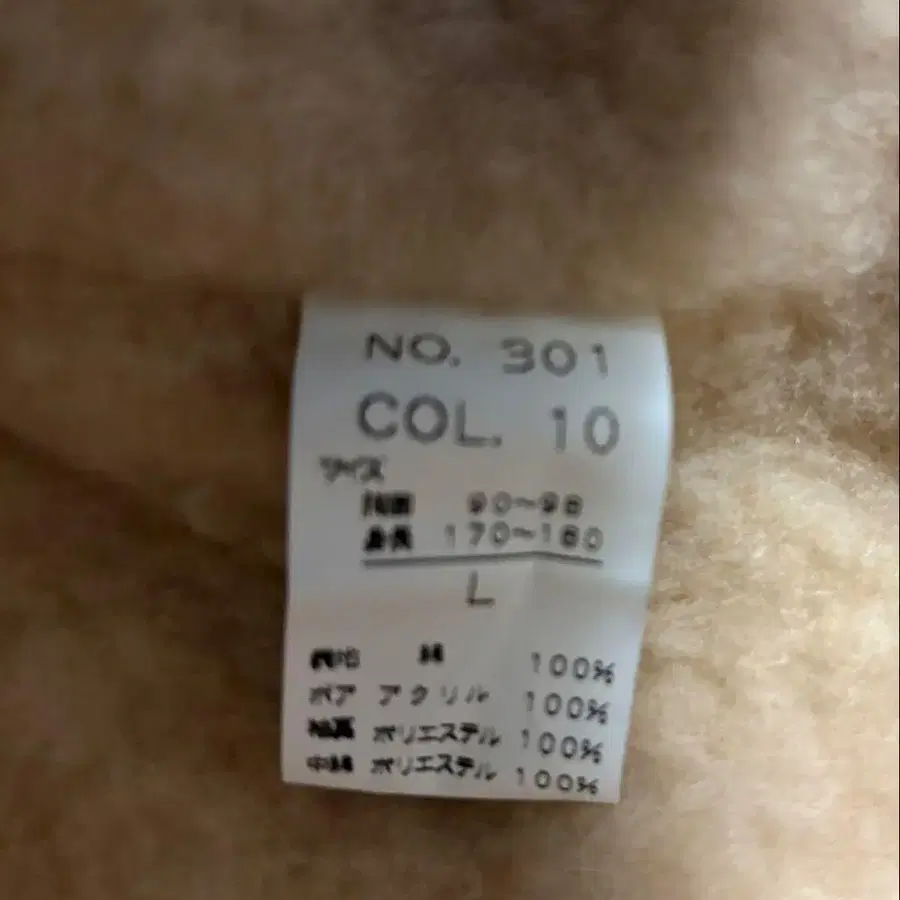 NO. 301
COL. 10
サイズ
胸囲 90~98
身長 170~180
L
表地 綿 100%
ボア アクリル 100%
袖裏 ポリエステル 100%
中綿 ポリエステル 100%